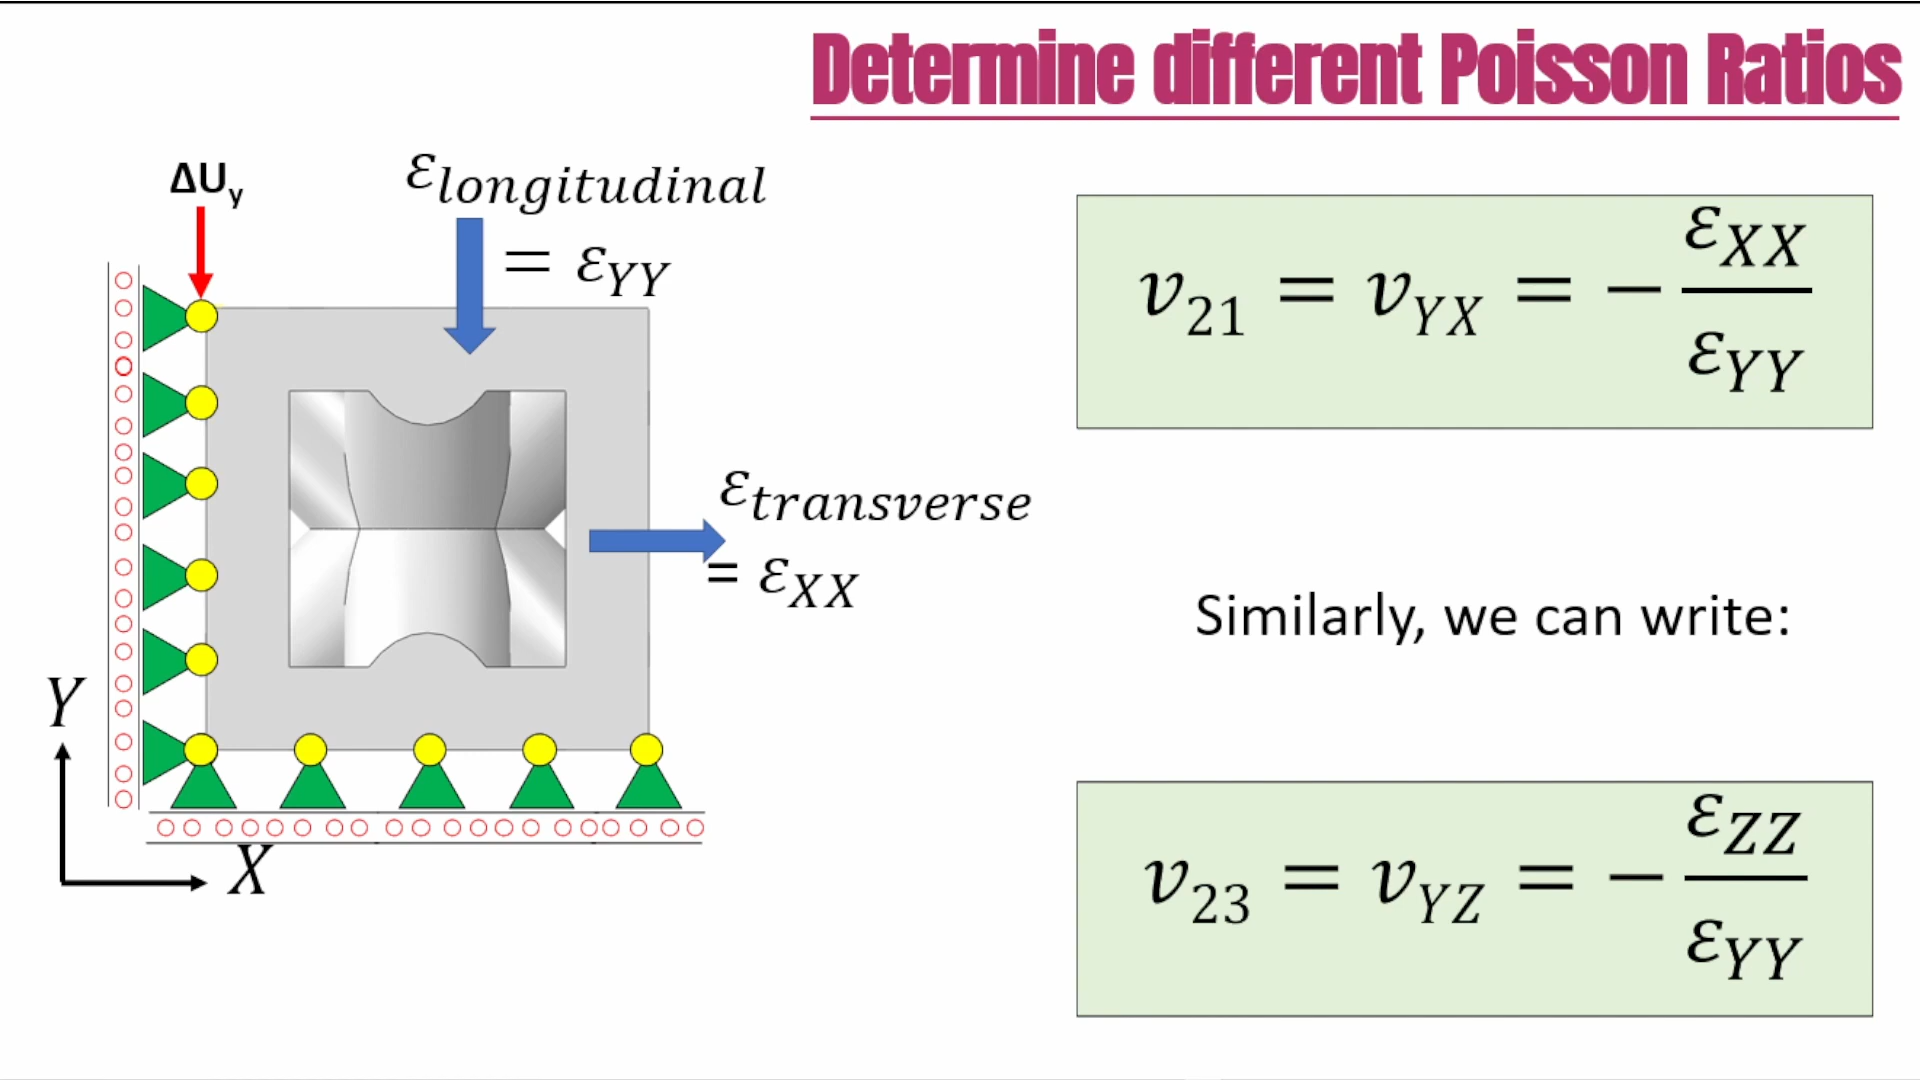 Determine different Poisson Ratios
ΔUy
εlongitudinal
= εYY
εtransverse
= εXX
Y
X
v21 = vYX = − εXX / εYY
Similarly, we can write:
v23 = vYZ = − εZZ / εYY